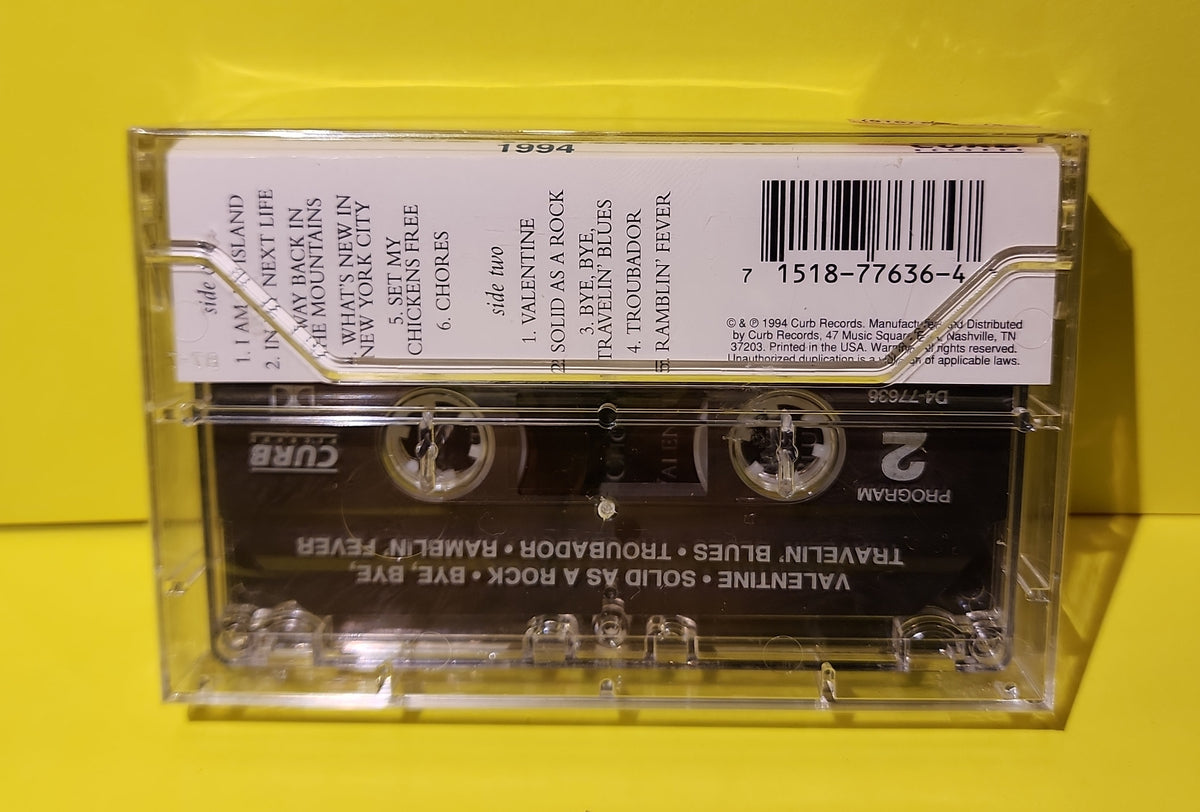 1994
CURB
side
1. I AM ISLAND
2. IN MY NEXT LIFE
WAY BACK IN
THE MOUNTAINS
WHAT'S NEW IN
NEW YORK CITY
5. SET MY
CHICKENS FREE
6. CHORES
side two
1. VALENTINE
2. SOLID AS A ROCK
3. BYE, BYE,
TRAVELIN' BLUES
4. TROUBADOR
5. RAMBLIN' FEVER
7 1518-77636-4
© & ℗ 1994 Curb Records. Manufactured and Distributed
by Curb Records, 47 Music Square Nashville, TN
37203. Printed in the USA. Warning: All rights reserved.
Unauthorized duplication is a violation of applicable laws.
D4-77636
CURB
RECORDS
2
PROGRAM
VALENTINE • SOLID AS A ROCK • BYE, BYE,
TRAVELIN' BLUES • TROUBADOR • RAMBLIN' FEVER